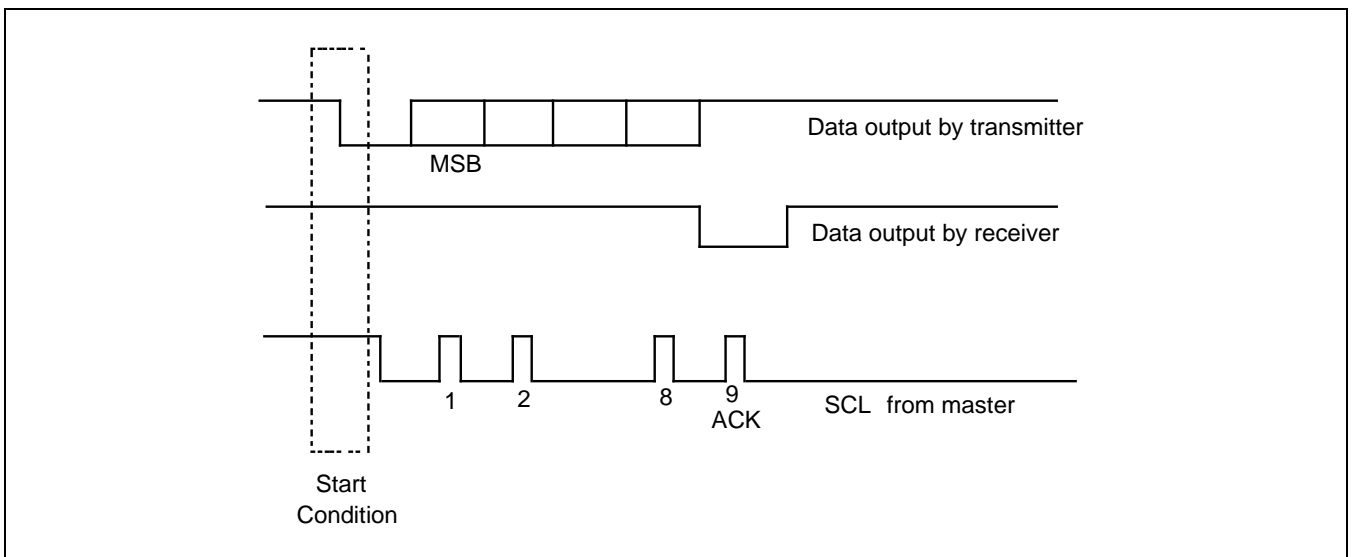 Data output by transmitter
MSB
Data output by receiver
1
2
8
9
ACK
SCL from master
Start
Condition